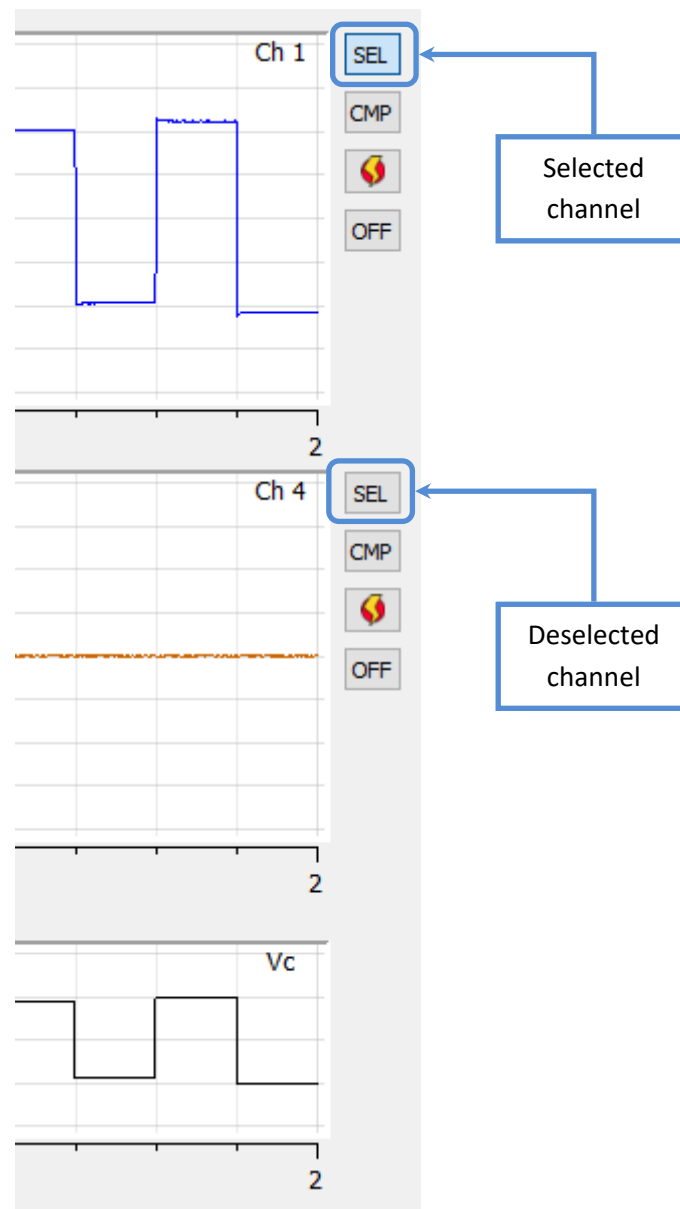 Ch 1
SEL
CMP
OFF
Selected
channel
2
Ch 4
SEL
CMP
OFF
Deselected
channel
2
Vc
2